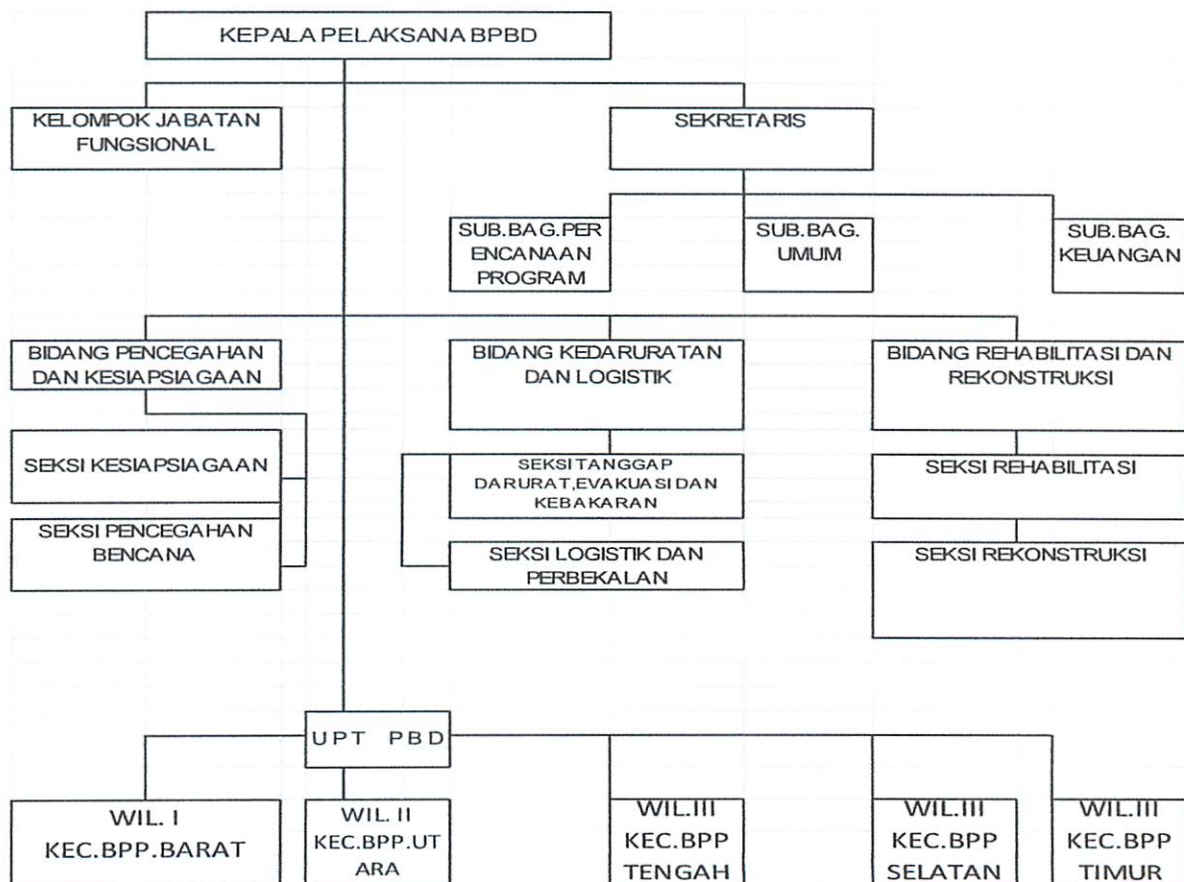 KEPALA PELAKSANA BPBD
KELOMPOK JABATAN
FUNGSIONAL
SEKRETARIS
SUB.BAG.PER
ENCANAAN
PROGRAM
SUB.BAG.
UMUM
SUB.BAG.
KEUANGAN
BIDANG PENCEGAHAN
DAN KESIAPSIAGAAN
BIDANG KEDARURATAN
DAN LOGISTIK
BIDANG REHABILITASI DAN
REKONSTRUKSI
SEKSI KESIAPSIAGAAN
SEKSI TANGGAP
DARURAT,EVAKUASI DAN
KEBAKARAN
SEKSI REHABILITASI
SEKSI PENCEGAHAN
BENCANA
SEKSI LOGISTIK DAN
PERBEKALAN
SEKSI REKONSTRUKSI
UPT PBD
WIL. I
KEC.BPP.BARAT
WIL. II
KEC.BPP.UT
ARA
WIL.III
KEC.BPP
TENGAH
WIL.III
KEC.BPP
SELATAN
WIL.III
KEC.BPP
TIMUR